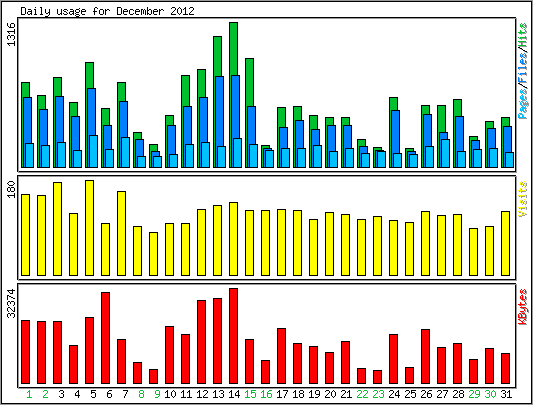 Daily usage for December 2012
1316
Pages/Files/Hits
180
Visits
32374
KBytes
1 2 3 4 5 6 7 8 9 10 11 12 13 14 15 16 17 18 19 20 21 22 23 24 25 26 27 28 29 30 31